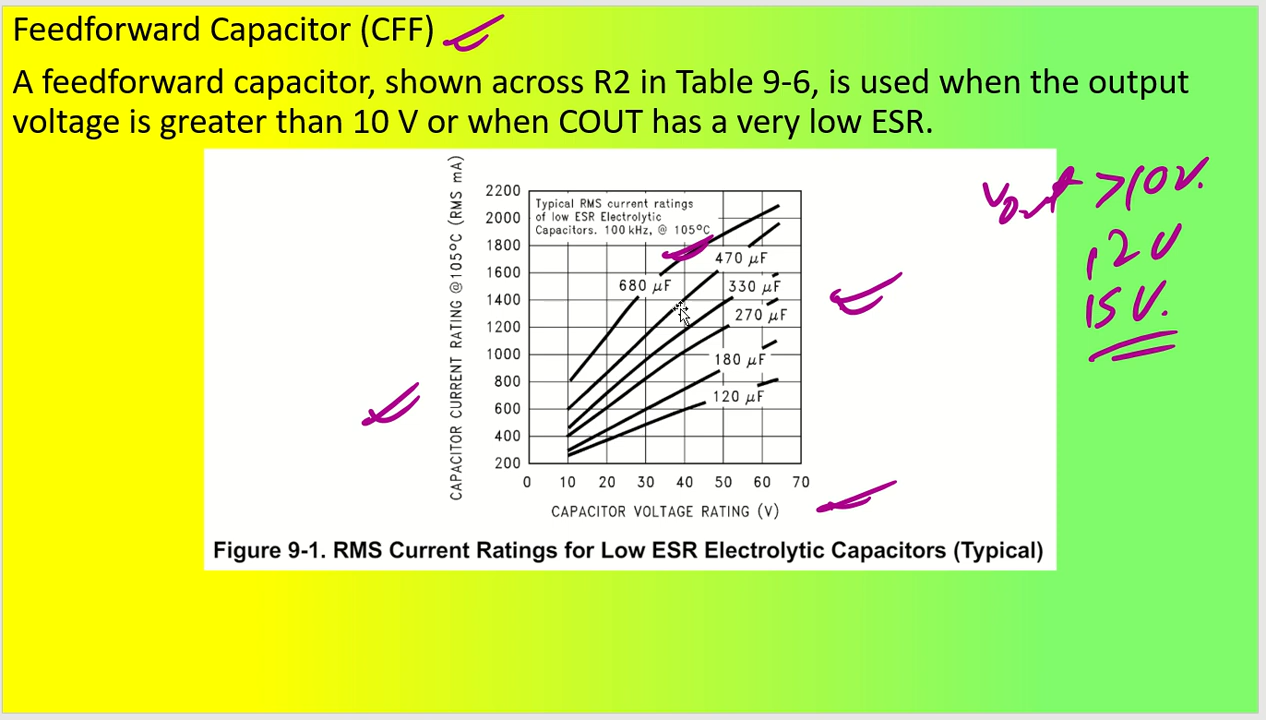 Feedforward Capacitor (CFF)
A feedforward capacitor, shown across R2 in Table 9-6, is used when the output
voltage is greater than 10 V or when COUT has a very low ESR.
Vout >10V.
12V
15V.
CAPACITOR CURRENT RATING @105°C (RMS mA)
2200
2000
1800
1600
1400
1200
1000
800
600
400
200
Typical RMS current ratings
of low ESR Electrolytic
Capacitors. 100 kHz, @ 105°C
470 µF
680 µF
330 µF
270 µF
180 µF
120 µF
0 10 20 30 40 50 60 70
CAPACITOR VOLTAGE RATING (V)
Figure 9-1. RMS Current Ratings for Low ESR Electrolytic Capacitors (Typical)